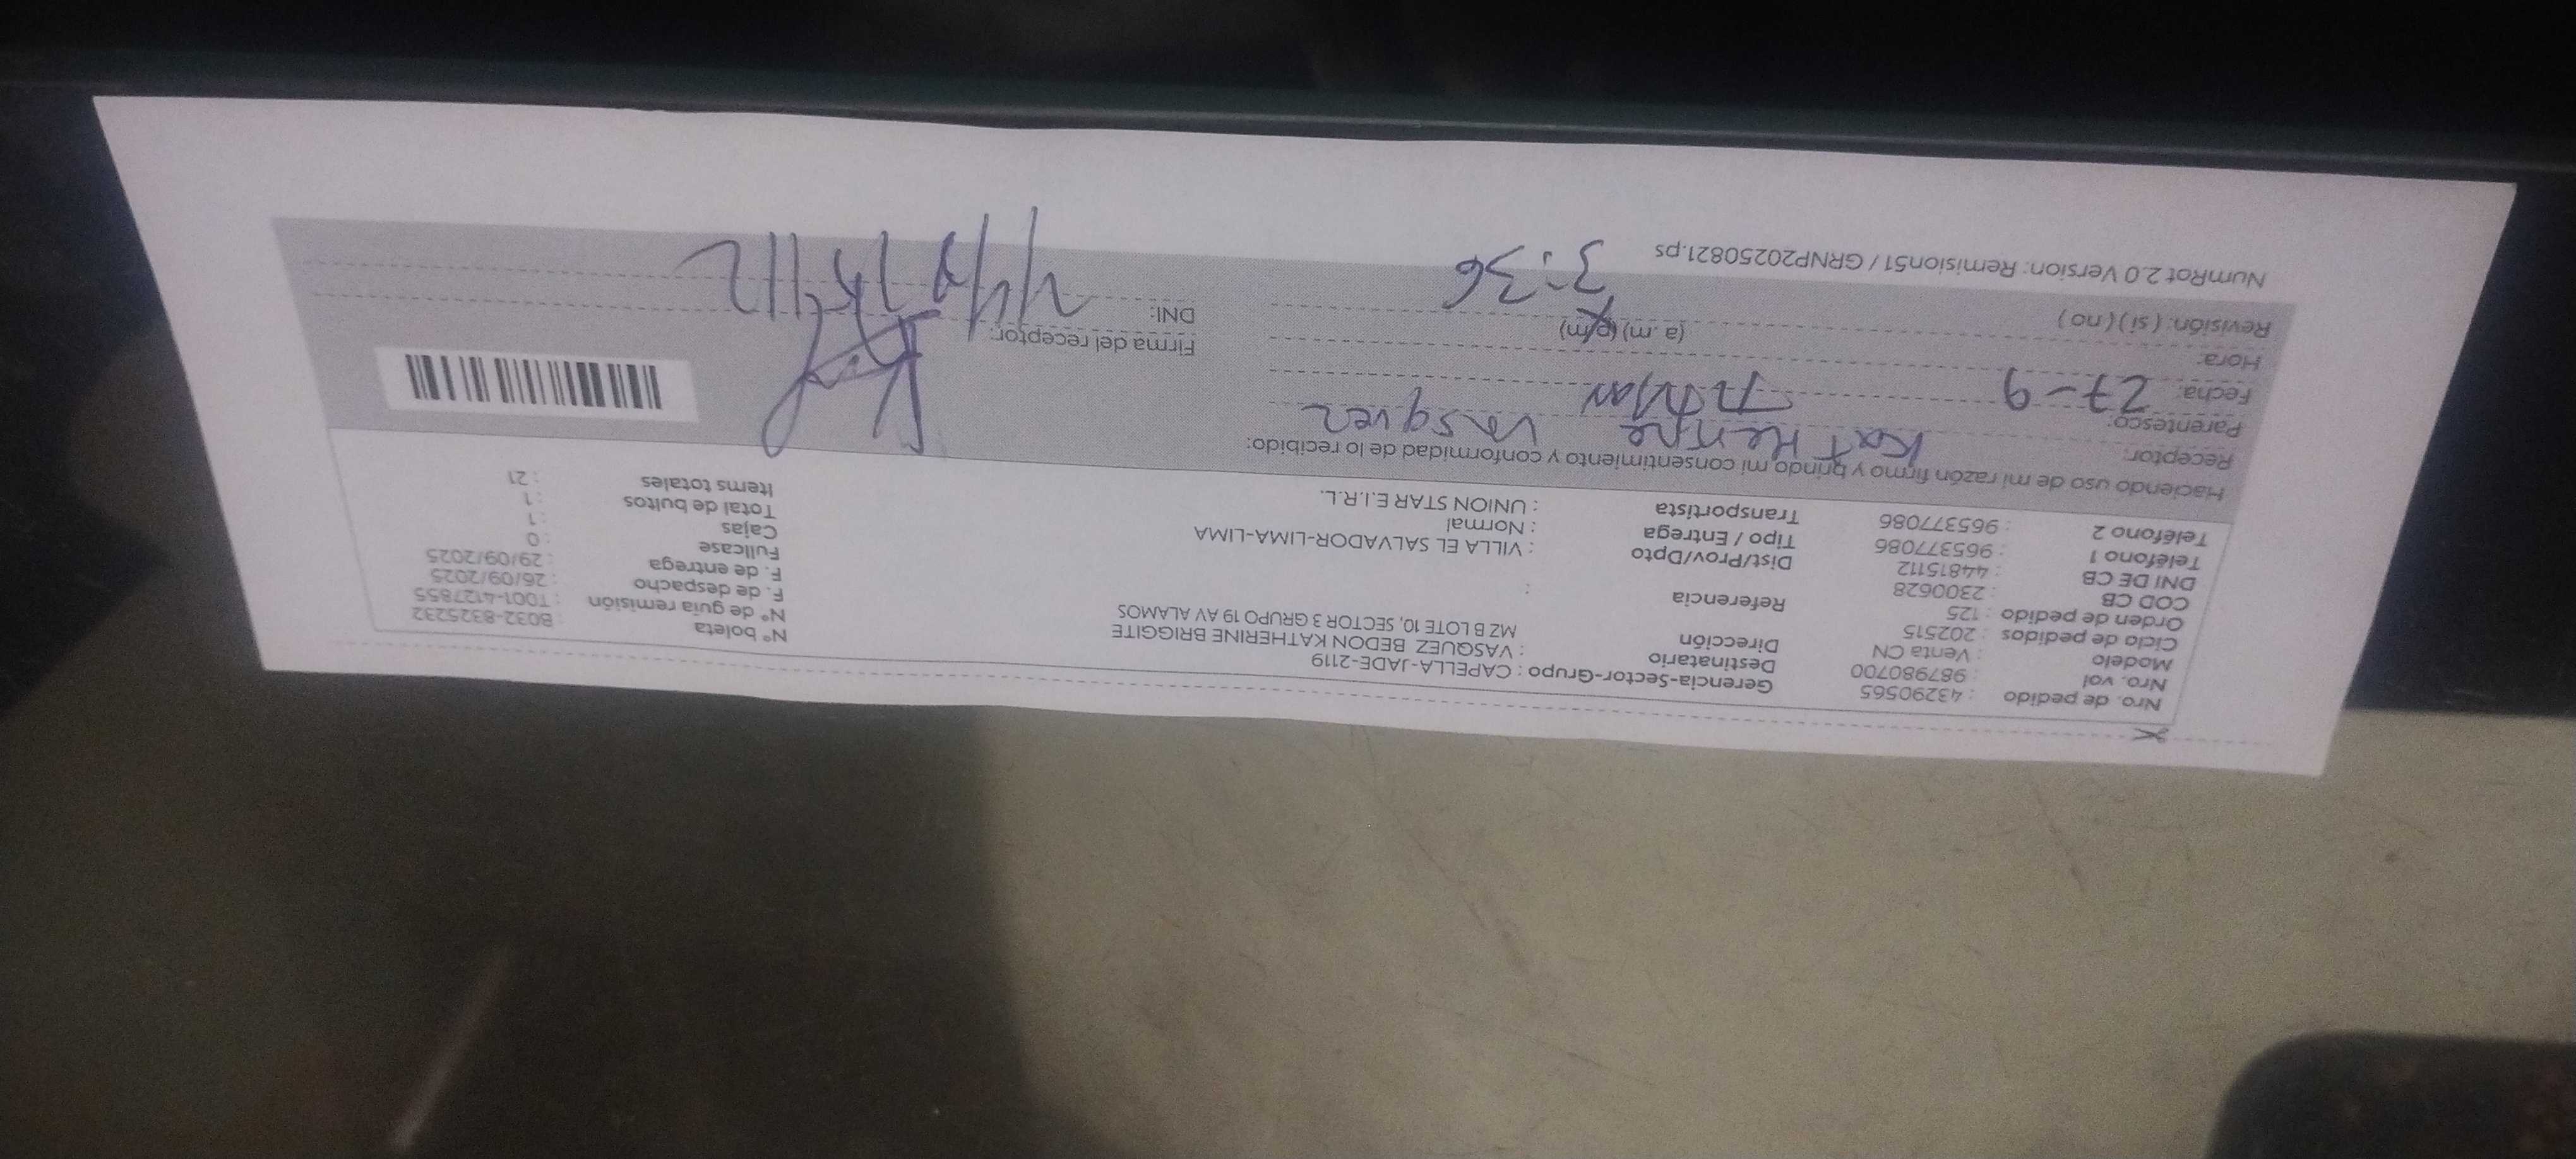 Nro. de pedido : 43290565
Nro. vol : 987980700
Modelo : Venta CN
Ciclo de pedidos : 202515
Orden de pedido : 125
COD CB : 2300628
DNI DE CB : 44815112
Teléfono 1 : 965377086
Teléfono 2 : 965377086
Gerencia-Sector-Grupo : CAPELLA-JADE-2119
Destinatario : VASQUEZ BEDON KATHERIN BRIGGITE
Dirección MZ B LOTE 10, SECTOR 3 GRUPO 19 AV ALAMOS
Referencia :
Dist/Prov/Dpto : VILLA EL SALVADOR-LIMA-LIMA
Tipo / Entrega : Normal
Transportista : UNION STAR E.I.R.L.
N° boleta : B032-8325232
N° de guía remisión : T001-4127855
F. de despacho : 26/09/2025
F. de entrega : 29/09/2025
Fullcase : 0
Cajas : 1
Total de bultos : 1
Items totales : 21
Haciendo uso de mi razón firmo y brindo mi consentimiento y conformidad de lo recibido:
Receptor: Vasquez
Parentesco:
Fecha: 27-9
Hora: (a. m) (p/m)
Revisión: ( sí ) ( no ) 3:36
Firma del receptor:
DNI: 44815112
NumRot 2.0 Version: Remision51 / GRNP20250821.ps